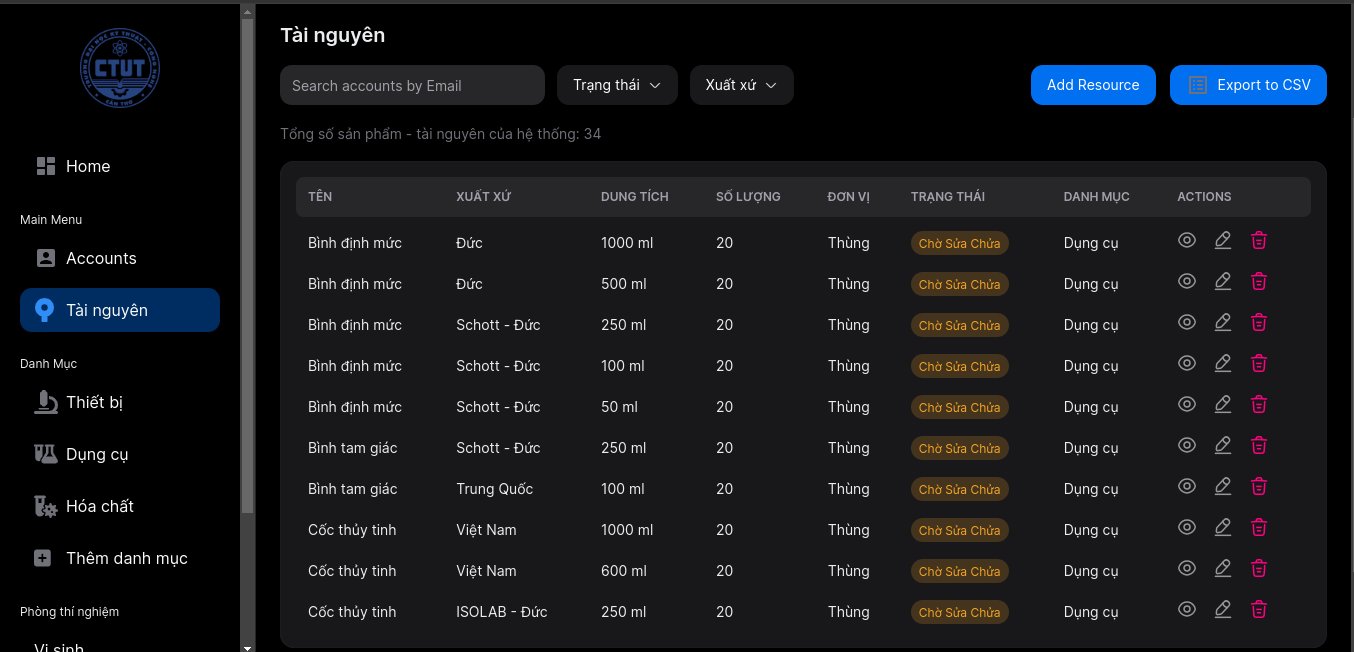 TRƯỜNG ĐẠI HỌC KỸ THUẬT - CÔNG NGHỆ
CTUT
CẦN THƠ
Home
Main Menu
Accounts
Tài nguyên
Danh Mục
Thiết bị
Dụng cụ
Hóa chất
Thêm danh mục
Phòng thí nghiệm
Vi sinh
Tài nguyên
Search accounts by Email Trạng thái Xuất xứ Add Resource Export to CSV
Tổng số sản phẩm - tài nguyên của hệ thống: 34
TÊN XUẤT XỨ DUNG TÍCH SỐ LƯỢNG ĐƠN VỊ TRẠNG THÁI DANH MỤC ACTIONS
Bình định mức Đức 1000 ml 20 Thùng Chờ Sửa Chửa Dụng cụ
Bình định mức Đức 500 ml 20 Thùng Chờ Sửa Chửa Dụng cụ
Bình định mức Schott - Đức 250 ml 20 Thùng Chờ Sửa Chửa Dụng cụ
Bình định mức Schott - Đức 100 ml 20 Thùng Chờ Sửa Chửa Dụng cụ
Bình định mức Schott - Đức 50 ml 20 Thùng Chờ Sửa Chửa Dụng cụ
Bình tam giác Schott - Đức 250 ml 20 Thùng Chờ Sửa Chửa Dụng cụ
Bình tam giác Trung Quốc 100 ml 20 Thùng Chờ Sửa Chửa Dụng cụ
Cốc thủy tinh Việt Nam 1000 ml 20 Thùng Chờ Sửa Chửa Dụng cụ
Cốc thủy tinh Việt Nam 600 ml 20 Thùng Chờ Sửa Chửa Dụng cụ
Cốc thủy tinh ISOLAB - Đức 250 ml 20 Thùng Chờ Sửa Chửa Dụng cụ